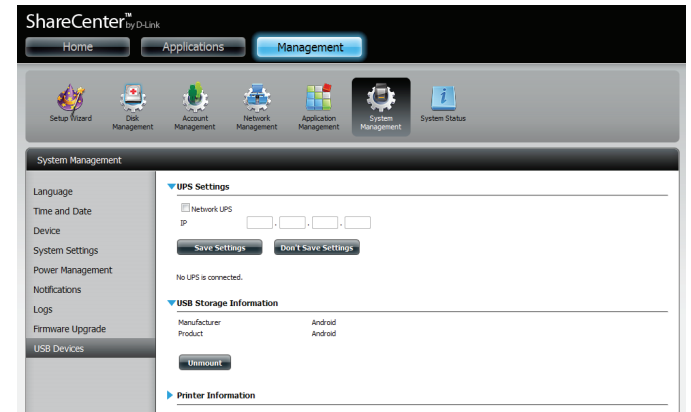 ShareCenter™ by D-Link
Home Applications Management
Setup Wizard Disk Management Account Management Network Management Application Management System Management System Status
System Management
Language
Time and Date
Device
System Settings
Power Management
Notifications
Logs
Firmware Upgrade
USB Devices
UPS Settings
Network UPS
IP . . .
Save Settings Don't Save Settings
No UPS is connected.
USB Storage Information
Manufacturer Android
Product Android
Unmount
Printer Information